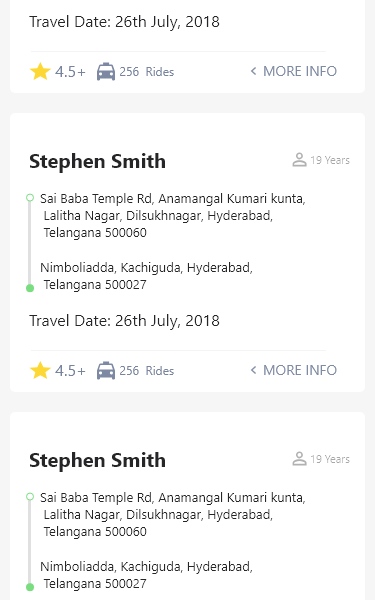 Travel Date: 26th July, 2018
4.5+ 256 Rides < MORE INFO
Stephen Smith 19 Years
Sai Baba Temple Rd, Anamangal Kumari kunta,
Lalitha Nagar, Dilsukhnagar, Hyderabad,
Telangana 500060
Nimboliadda, Kachiguda, Hyderabad,
Telangana 500027
Travel Date: 26th July, 2018
4.5+ 256 Rides < MORE INFO
Stephen Smith 19 Years
Sai Baba Temple Rd, Anamangal Kumari kunta,
Lalitha Nagar, Dilsukhnagar, Hyderabad,
Telangana 500060
Nimboliadda, Kachiguda, Hyderabad,
Telangana 500027